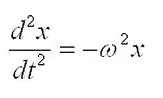 d²x/dt² = −ω²x